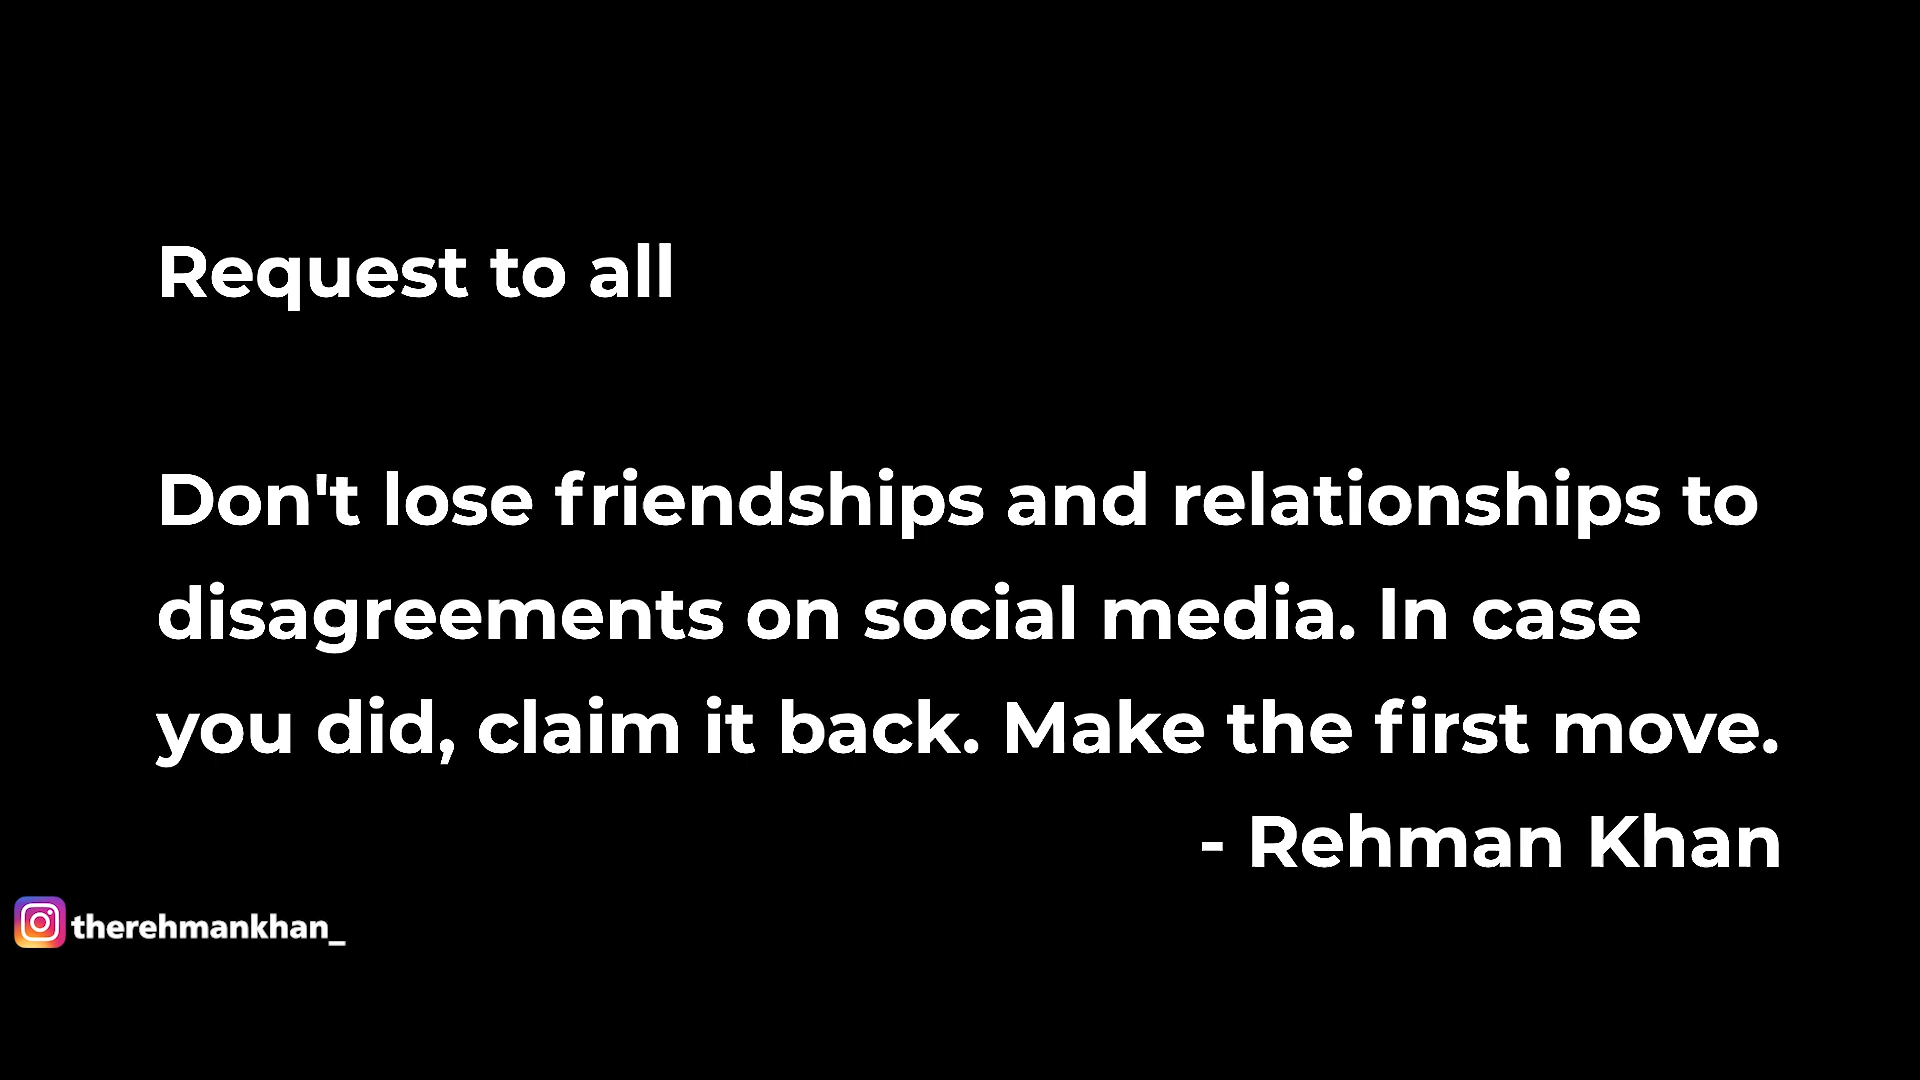 Request to all
Don't lose friendships and relationships to
disagreements on social media. In case
you did, claim it back. Make the first move.
- Rehman Khan
therehmankhan_